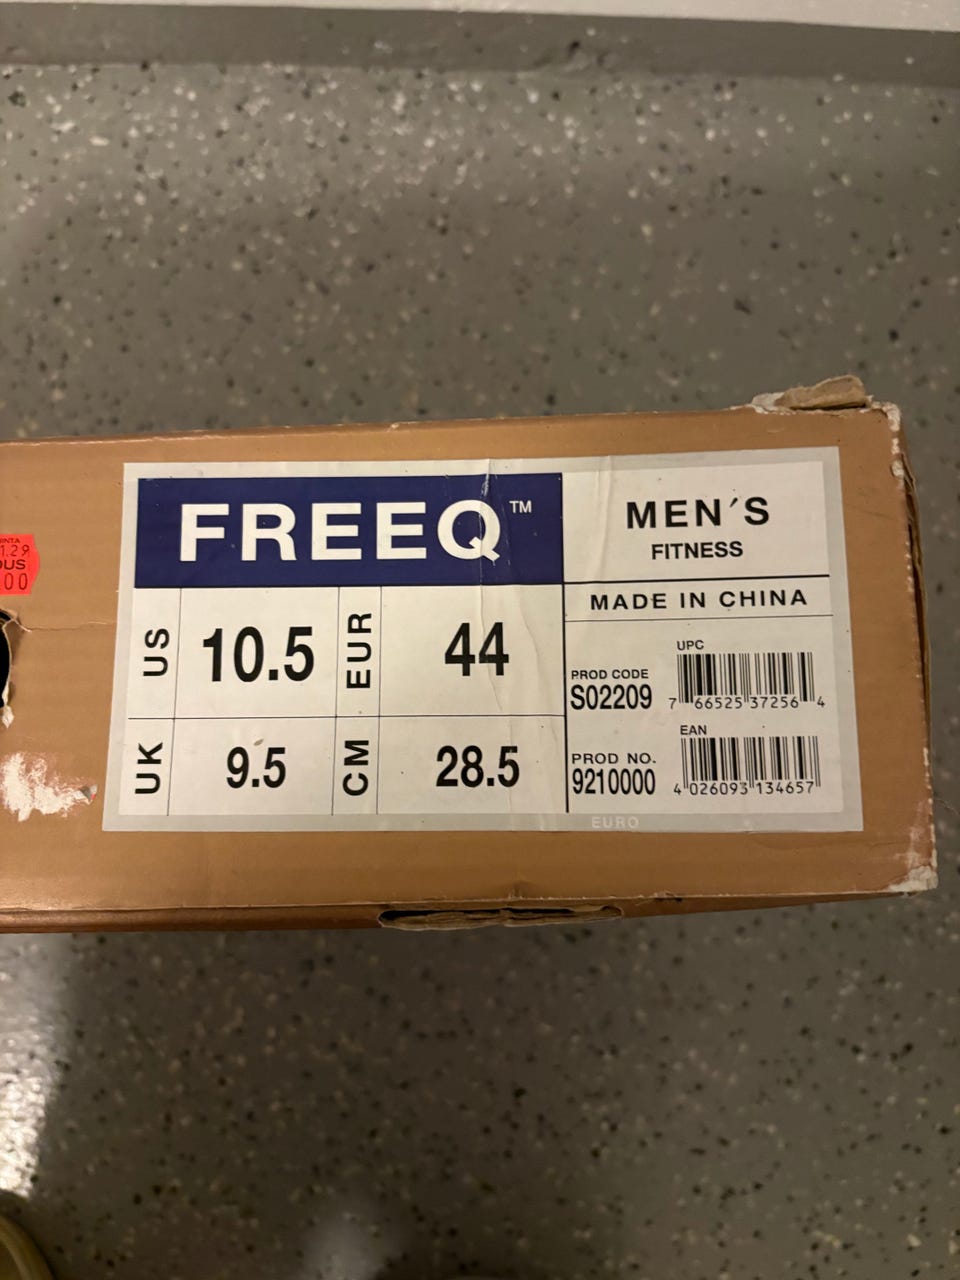 FREEQ™
MEN´S
FITNESS
MADE IN CHINA
US 10.5 EUR 44
UK 9.5 CM 28.5
UPC
PROD CODE
S02209
7 66525 37256 4
EAN
PROD NO.
9210000
4 026093 134657
EURO